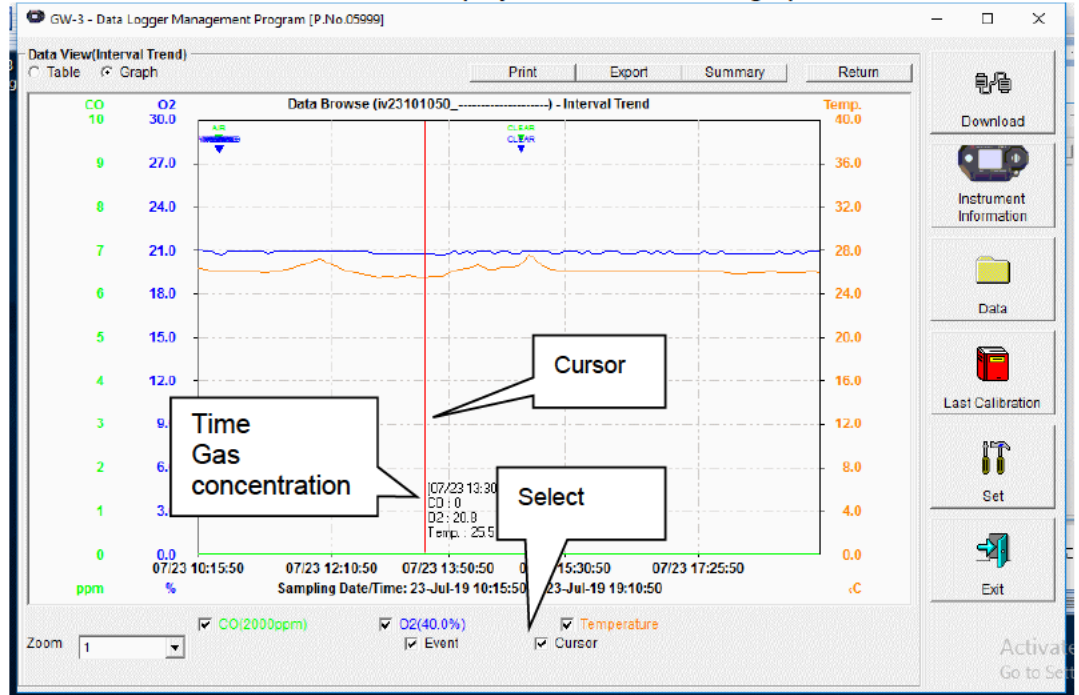 GW-3 - Data Logger Management Program [P.No.05999]
Data View(Interval Trend)
Table Graph
Print Export Summary Return
Data Browse (iv23101050_--------------------) - Interval Trend
CO O2 Temp.
10 30.0 40.0
AIR CLEAR
CLEAR
9 27.0 36.0
8 24.0 32.0
7 21.0 28.0
6 18.0 24.0
5 15.0 20.0
4 12.0 16.0
3 9. 12.0
2 6. 8.0
1 3. 4.0
0 0.0 0.0
Cursor
Time
Gas
concentration
Select
07/23 13:30
CO : 0
O2 : 20.8
Temp. : 25.5
07/23 10:15:50 07/23 12:10:50 07/23 13:50:50 15:30:50 07/23 17:25:50
ppm % Sampling Date/Time: 23-Jul-19 10:15:50 23-Jul-19 19:10:50 °C
CO(2000ppm) O2(40.0%) Temperature
Zoom 1 Event Cursor
Download
Instrument
Information
Data
Last Calibration
Set
Exit
Activate
Go to